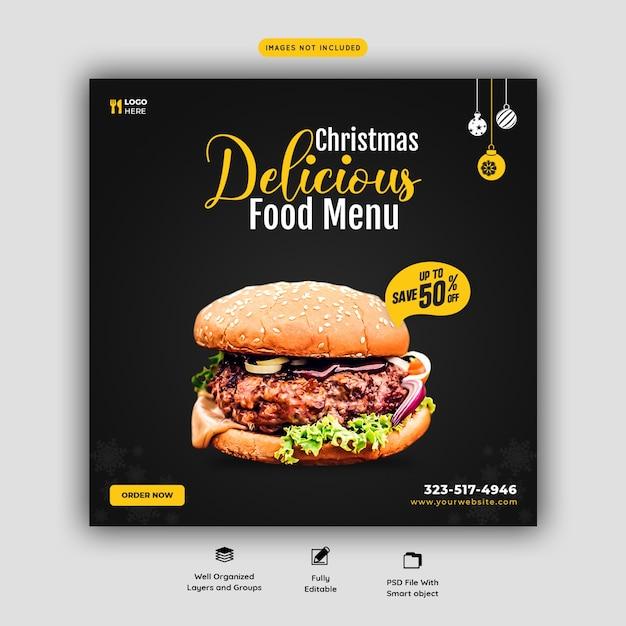 IMAGES NOT INCLUDED
LOGO
HERE
Christmas
Delicious
Food Menu
UP TO
SAVE 50% OFF
ORDER NOW
323-517-4946
www.yourwebsite.com
Well Organized
Layers and Groups
Fully
Editable
PSD File With
Smart object